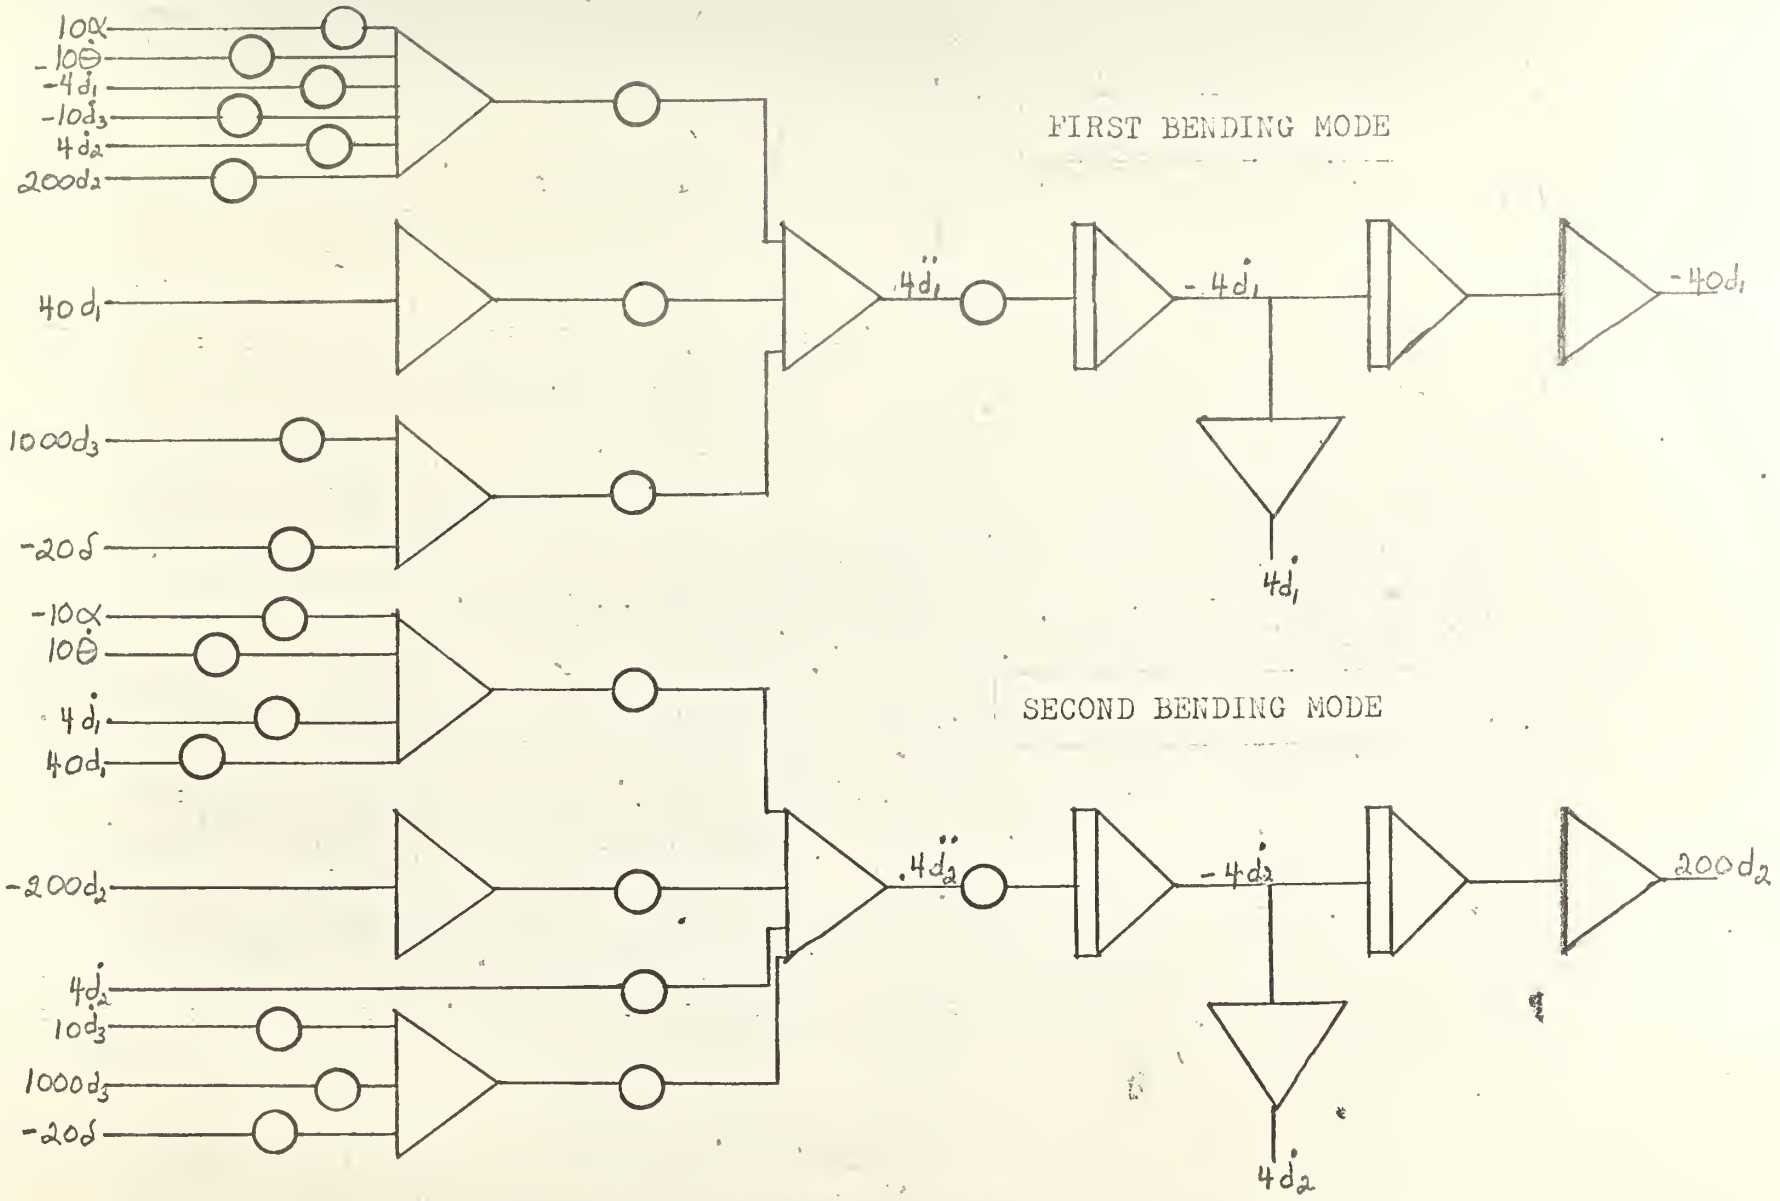 10α
-10θ̇
-4ḋ₁
-10ḋ₃
4ḋ₂
200d₂
FIRST BENDING MODE
40d₁
.4d̈₁
-.4ḋ₁
-40d₁
1000d₃
-20δ
4ḋ₁
-10α
10θ̇
4ḋ₁
40d₁
SECOND BENDING MODE
-200d₂
.4d̈₂
-4ḋ₂
200d₂
4ḋ₂
10ḋ₃
1000d₃
-20δ
4ḋ₂